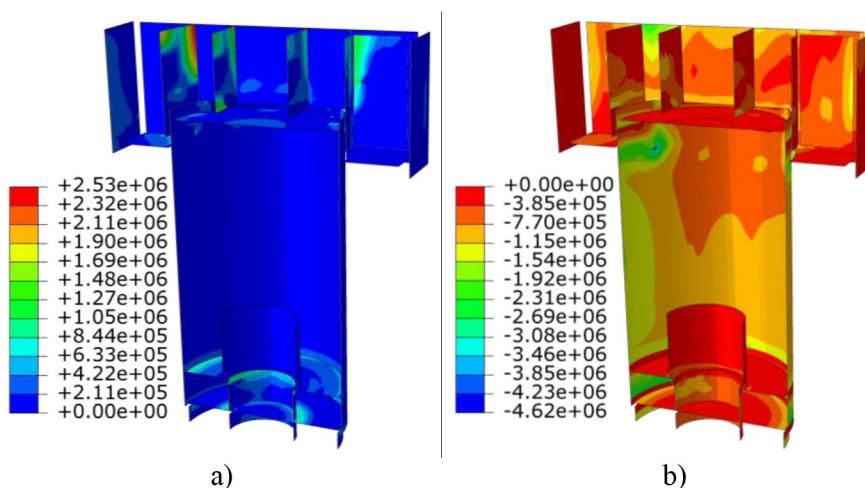 +2.53e+06
+2.32e+06
+2.11e+06
+1.90e+06
+1.69e+06
+1.48e+06
+1.27e+06
+1.05e+06
+8.44e+05
+6.33e+05
+4.22e+05
+2.11e+05
+0.00e+00
a)
+0.00e+00
-3.85e+05
-7.70e+05
-1.15e+06
-1.54e+06
-1.92e+06
-2.31e+06
-2.69e+06
-3.08e+06
-3.46e+06
-3.85e+06
-4.23e+06
-4.62e+06
b)